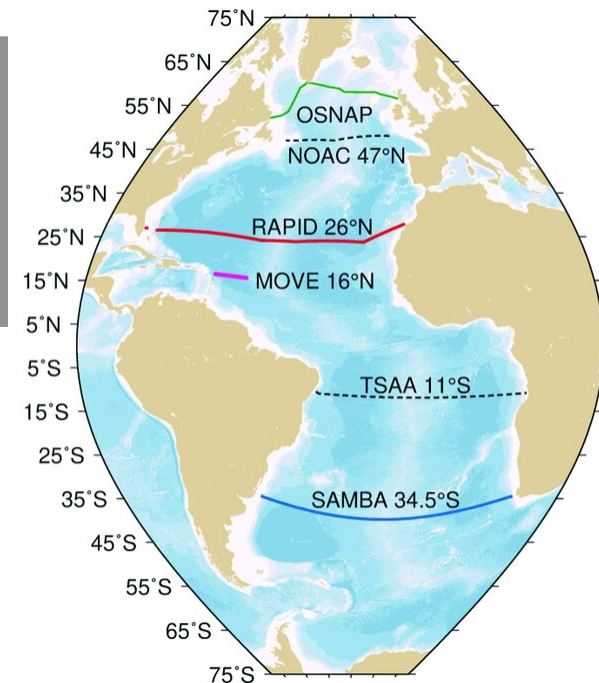 75°N
65°N
55°N
OSNAP
45°N
NOAC 47°N
35°N
RAPID 26°N
25°N
15°N
MOVE 16°N
5°N
5°S
TSAA 11°S
15°S
25°S
35°S
SAMBA 34.5°S
45°S
55°S
65°S
75°S